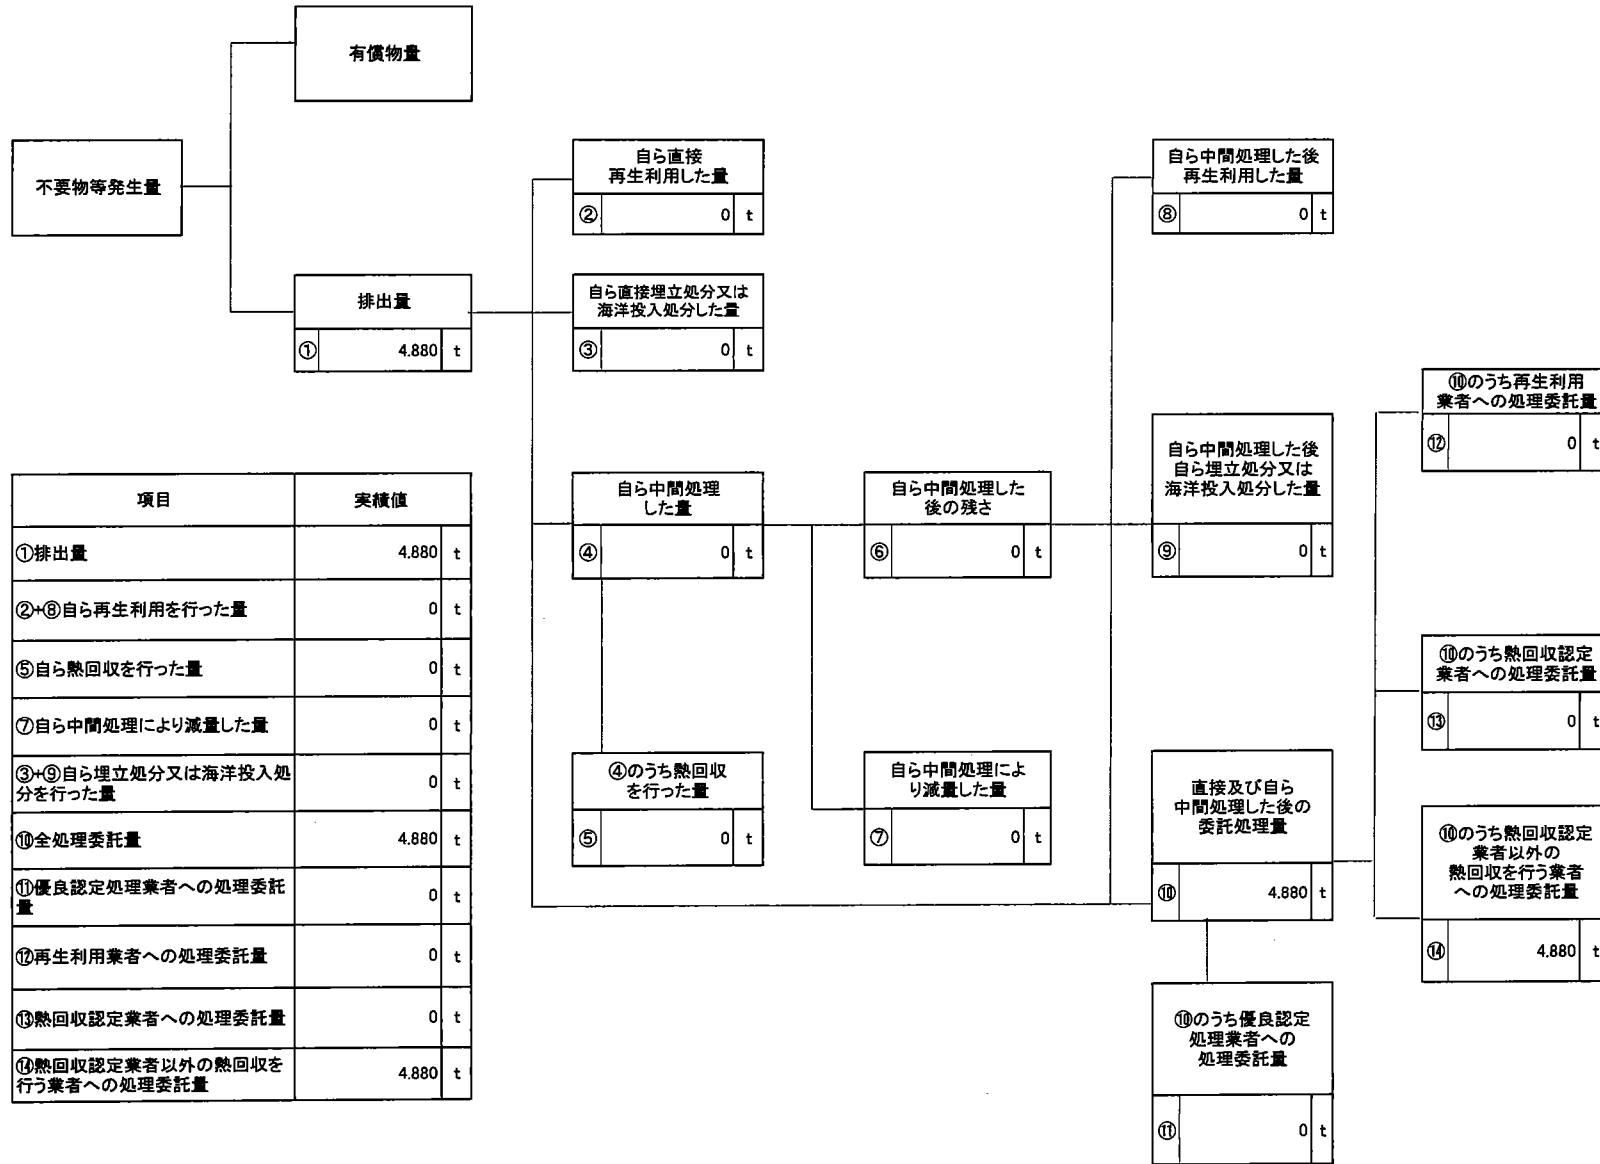 有償物量
不要物等発生量
排出量
① 4.880 t
自ら直接
再生利用した量
② 0 t
自ら直接埋立処分又は
海洋投入処分した量
③ 0 t
自ら中間処理
した量
④ 0 t
④のうち熱回収
を行った量
⑤ 0 t
自ら中間処理した
後の残さ
⑥ 0 t
自ら中間処理によ
り減量した量
⑦ 0 t
自ら中間処理した後
再生利用した量
⑧ 0 t
自ら中間処理した後
自ら埋立処分又は
海洋投入処分した量
⑨ 0 t
直接及び自ら
中間処理した後の
委託処理量
⑩ 4.880 t
⑩のうち優良認定
処理業者への
処理委託量
⑪ 0 t
⑩のうち再生利用
業者への処理委託量
⑫ 0 t
⑩のうち熱回収認定
業者への処理委託量
⑬ 0 t
⑩のうち熱回収認定
業者以外の
熱回収を行う業者
への処理委託量
⑭ 4.880 t
項目 実績値
①排出量 4.880 t
②+⑧自ら再生利用を行った量 0 t
⑤自ら熱回収を行った量 0 t
⑦自ら中間処理により減量した量 0 t
③+⑨自ら埋立処分又は海洋投入処
分を行った量 0 t
⑩全処理委託量 4.880 t
⑪優良認定処理業者への処理委託
量 0 t
⑫再生利用業者への処理委託量 0 t
⑬熱回収認定業者への処理委託量 0 t
⑭熱回収認定業者以外の熱回収を
行う業者への処理委託量 4.880 t